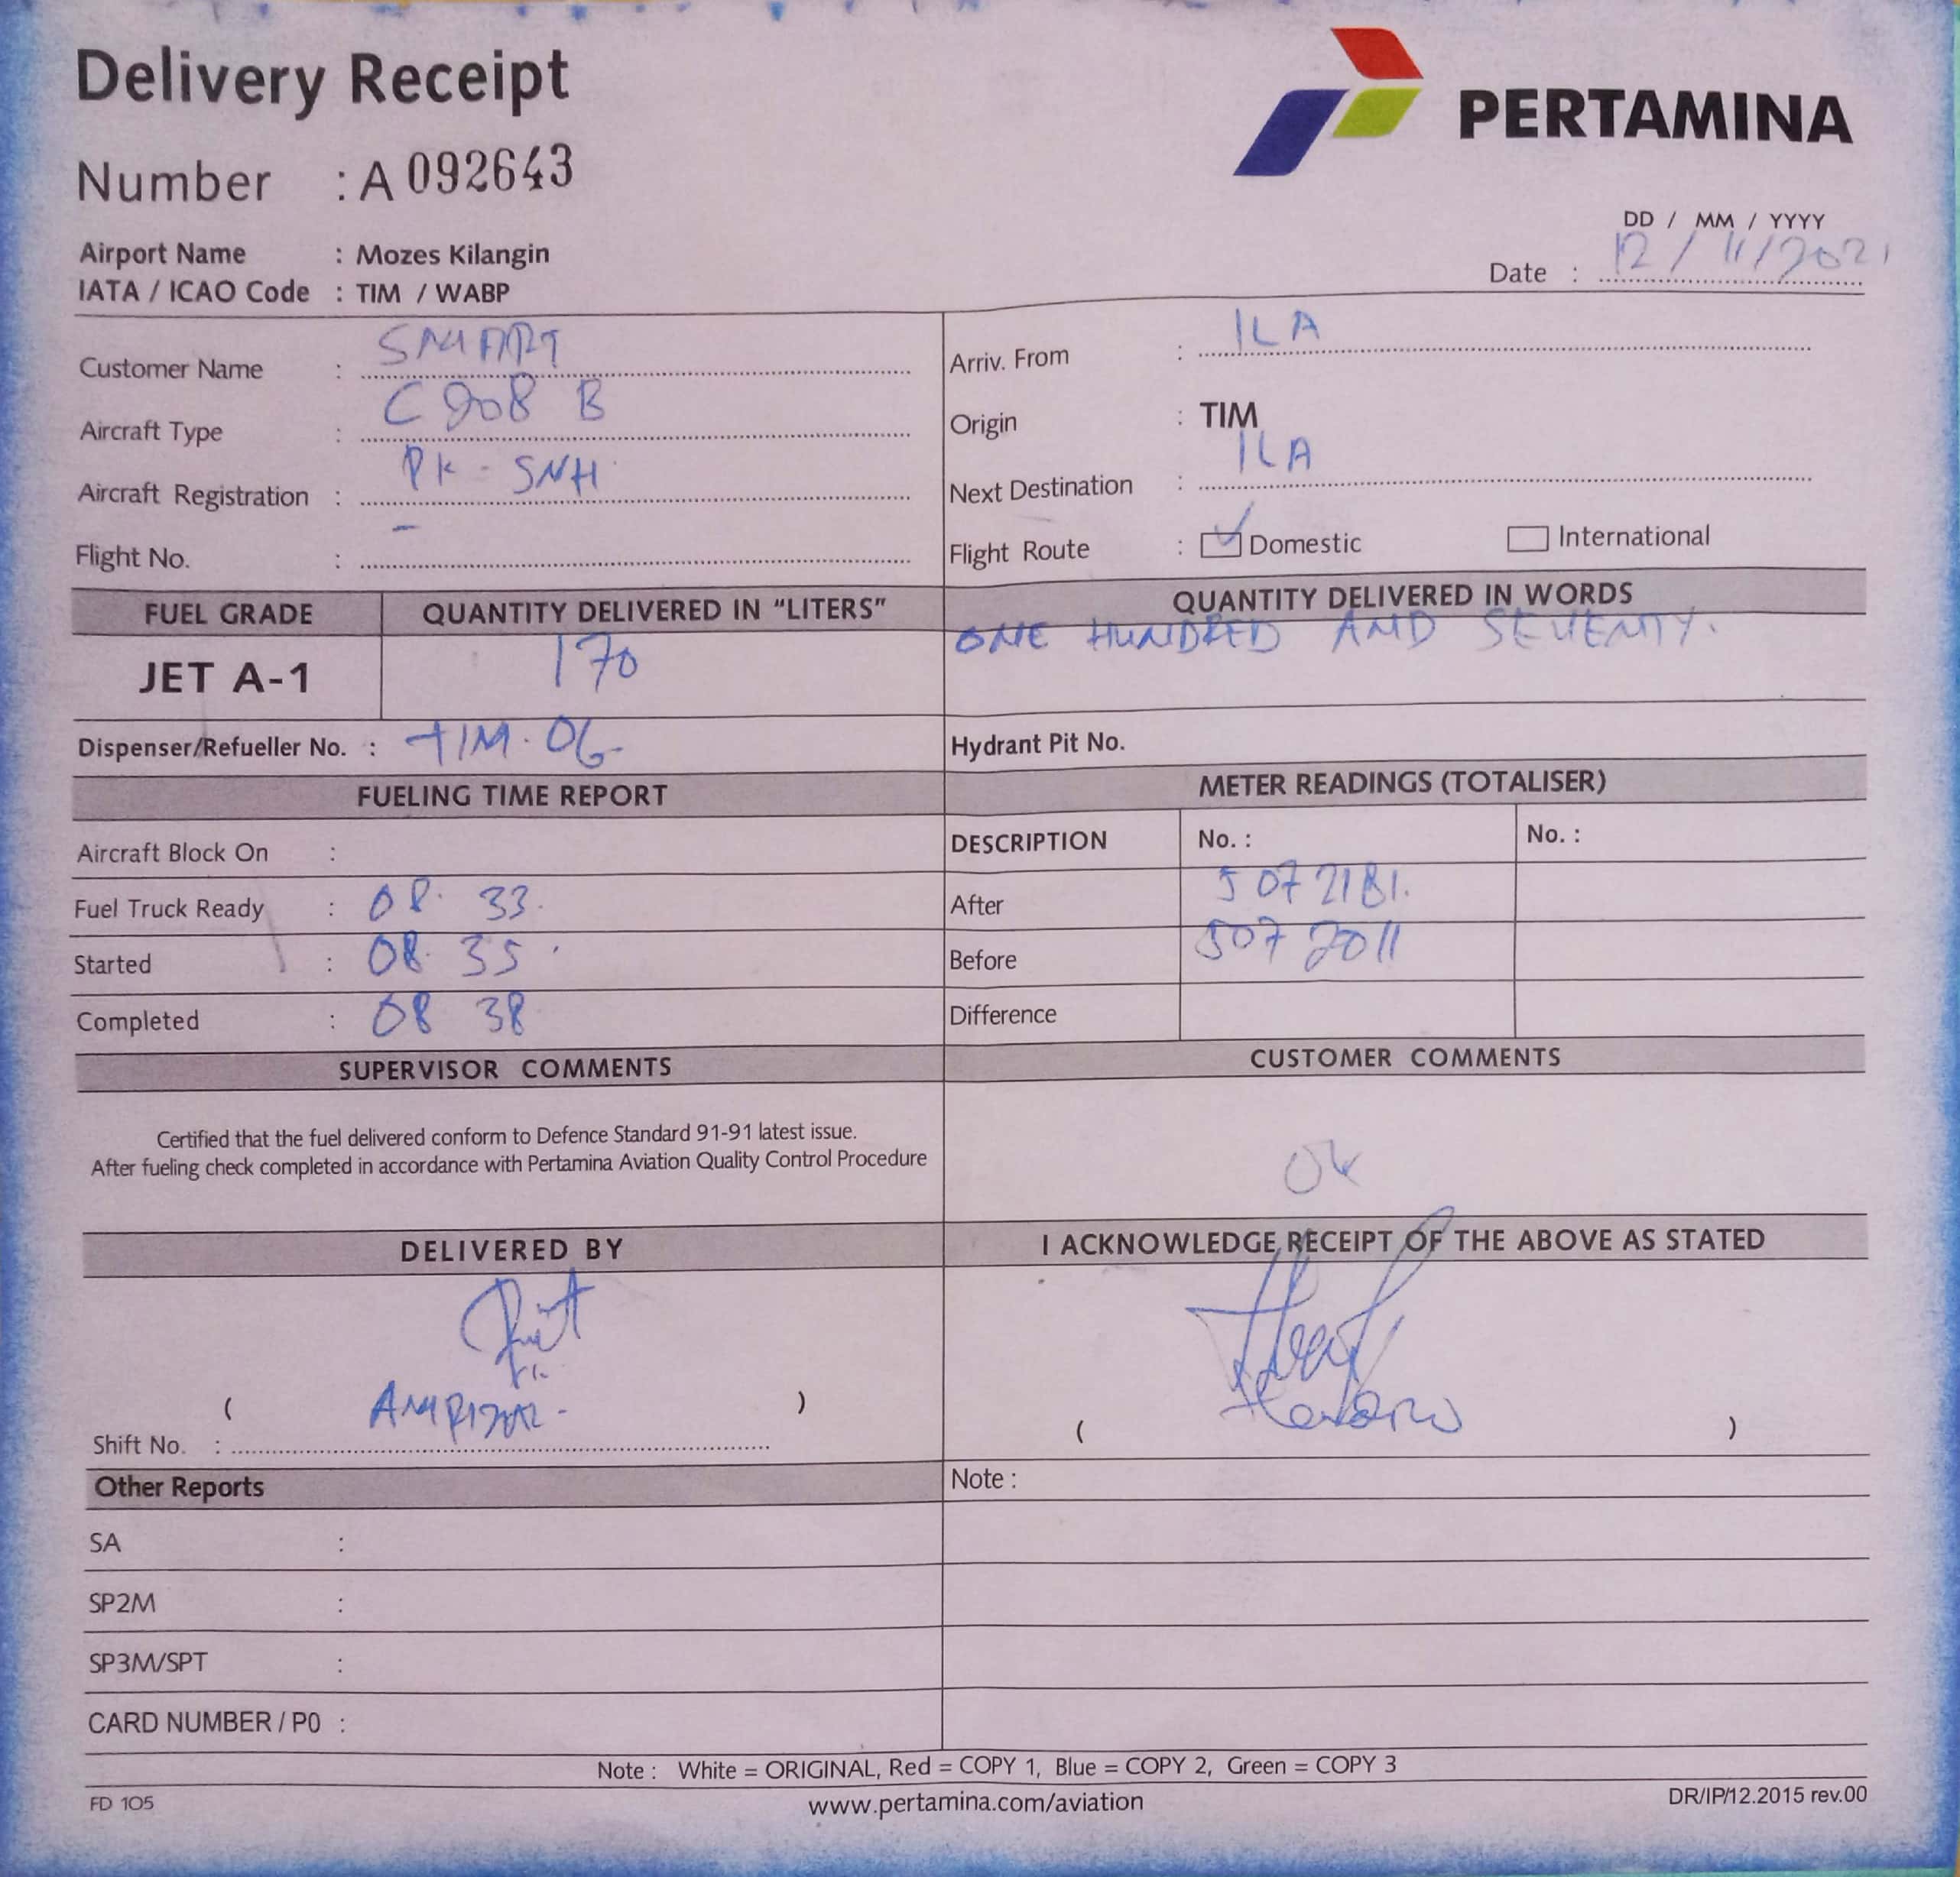 Delivery Receipt
PERTAMINA
Number : A 092643
DD / MM / YYYY
Airport Name : Mozes Kilangin
Date : 12 / 11 / 2021
IATA / ICAO Code : TIM / WABP
Customer Name : SMART
Arriv. From : ILA
Aircraft Type : C 208 B
Origin : TIM
Aircraft Registration : PK - SNH
Next Destination : ILA
Flight No. : -
Flight Route : Domestic International
FUEL GRADE QUANTITY DELIVERED IN "LITERS" QUANTITY DELIVERED IN WORDS
JET A-1 170 ONE HUNDRED AND SEVENTY.
Dispenser/Refueller No. : TIM. 06 Hydrant Pit No.
FUELING TIME REPORT METER READINGS (TOTALISER)
Aircraft Block On : DESCRIPTION No. : No. :
Fuel Truck Ready : 08. 33. After 5072181.
Started : 08. 35 Before 5072011
Completed : 08 38 Difference
SUPERVISOR COMMENTS CUSTOMER COMMENTS
Certified that the fuel delivered conform to Defence Standard 91-91 latest issue.
After fueling check completed in accordance with Pertamina Aviation Quality Control Procedure
Ok
DELIVERED BY I ACKNOWLEDGE RECEIPT OF THE ABOVE AS STATED
( )
( )
Shift No. :
Other Reports Note :
SA :
SP2M :
SP3M/SPT :
CARD NUMBER / P0 :
Note : White = ORIGINAL, Red = COPY 1, Blue = COPY 2, Green = COPY 3
FD 105 www.pertamina.com/aviation DR/IP/12.2015 rev.00